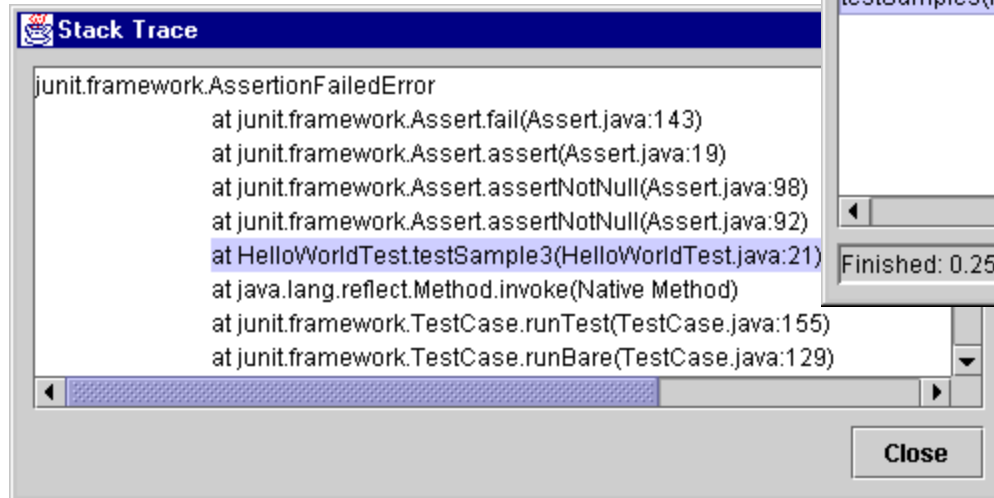 Stack Trace
junit.framework.AssertionFailedError
at junit.framework.Assert.fail(Assert.java:143)
at junit.framework.Assert.assert(Assert.java:19)
at junit.framework.Assert.assertNotNull(Assert.java:98)
at junit.framework.Assert.assertNotNull(Assert.java:92)
at HelloWorldTest.testSample3(HelloWorldTest.java:21)
at java.lang.reflect.Method.invoke(Native Method)
at junit.framework.TestCase.runTest(TestCase.java:155)
at junit.framework.TestCase.runBare(TestCase.java:129)
Finished: 0.25
Close